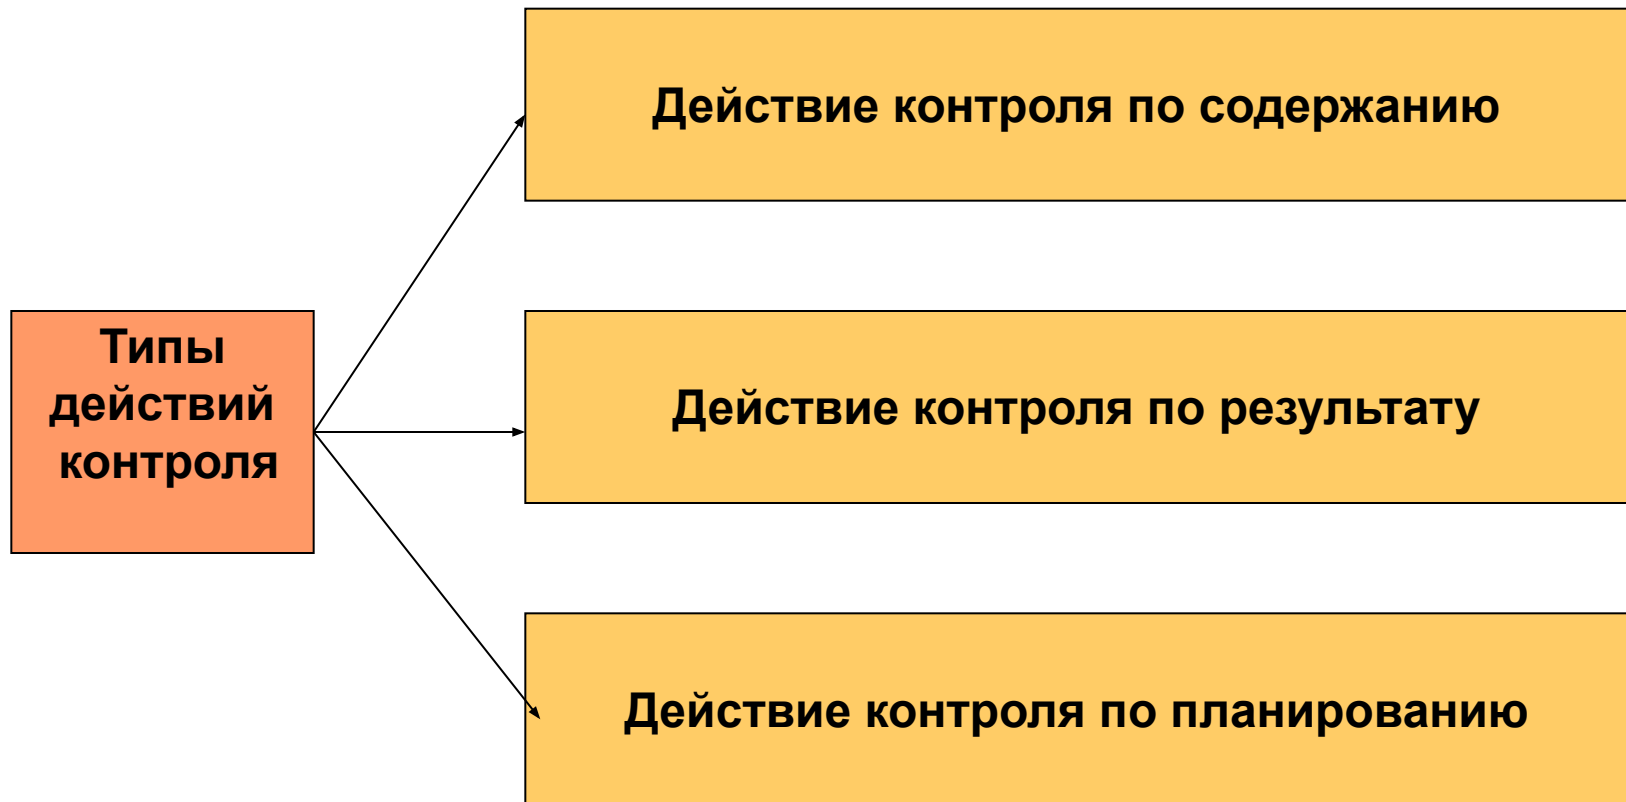 Действие контроля по содержанию
Типы
действий
контроля
Действие контроля по результату
Действие контроля по планированию